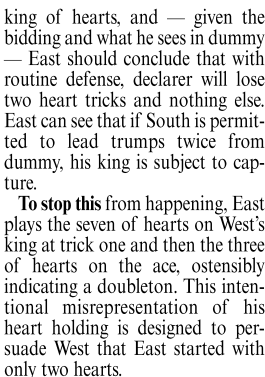 king of hearts, and — given the
bidding and what he sees in dummy
— East should conclude that with
routine defense, declarer will lose
two heart tricks and nothing else.
East can see that if South is permit-
ted to lead trumps twice from
dummy, his king is subject to cap-
ture.
To stop this from happening, East
plays the seven of hearts on West's
king at trick one and then the three
of hearts on the ace, ostensibly
indicating a doubleton. This inten-
tional misrepresentation of his
heart holding is designed to per-
suade West that East started with
only two hearts.